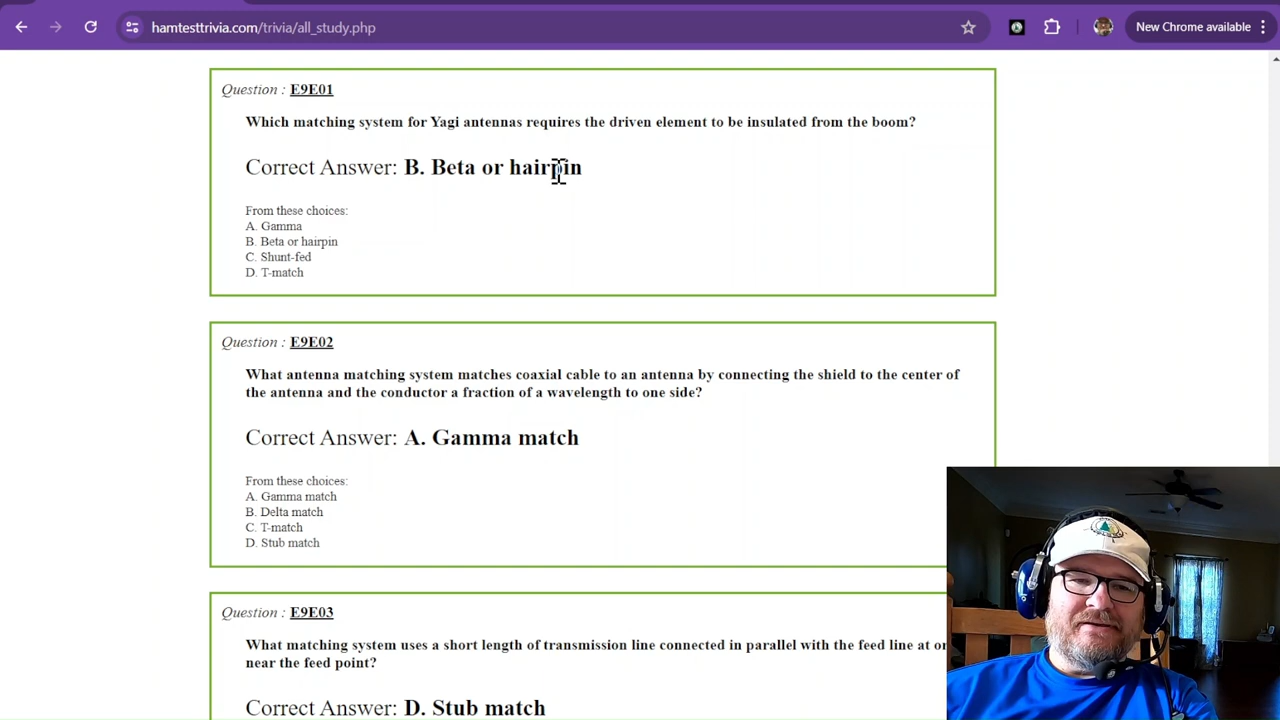 hamtesttrivia.com/trivia/all_study.php
New Chrome available
Question : E9E01
Which matching system for Yagi antennas requires the driven element to be insulated from the boom?
Correct Answer: B. Beta or hairpin
From these choices:
A. Gamma
B. Beta or hairpin
C. Shunt-fed
D. T-match
Question : E9E02
What antenna matching system matches coaxial cable to an antenna by connecting the shield to the center of
the antenna and the conductor a fraction of a wavelength to one side?
Correct Answer: A. Gamma match
From these choices:
A. Gamma match
B. Delta match
C. T-match
D. Stub match
Question : E9E03
What matching system uses a short length of transmission line connected in parallel with the feed line at or
near the feed point?
Correct Answer: D. Stub match